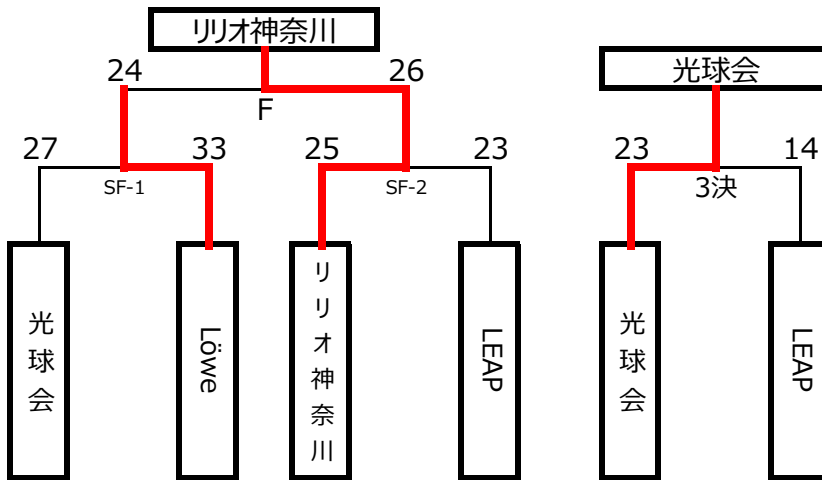 リリオ神奈川
光球会
24
26
F
27
33
25
23
23
14
SF-1
SF-2
3決
光球会
Löwe
リリオ神奈川
LEAP
光球会
LEAP